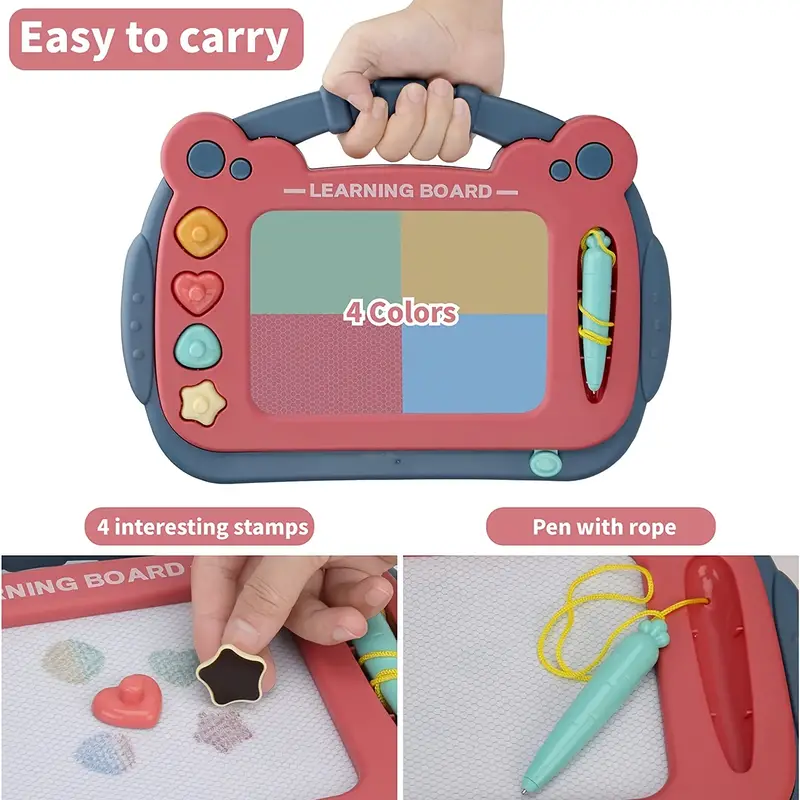 Easy to carry
LEARNING BOARD
4 Colors
4 interesting stamps
Pen with rope
RNING BOARD